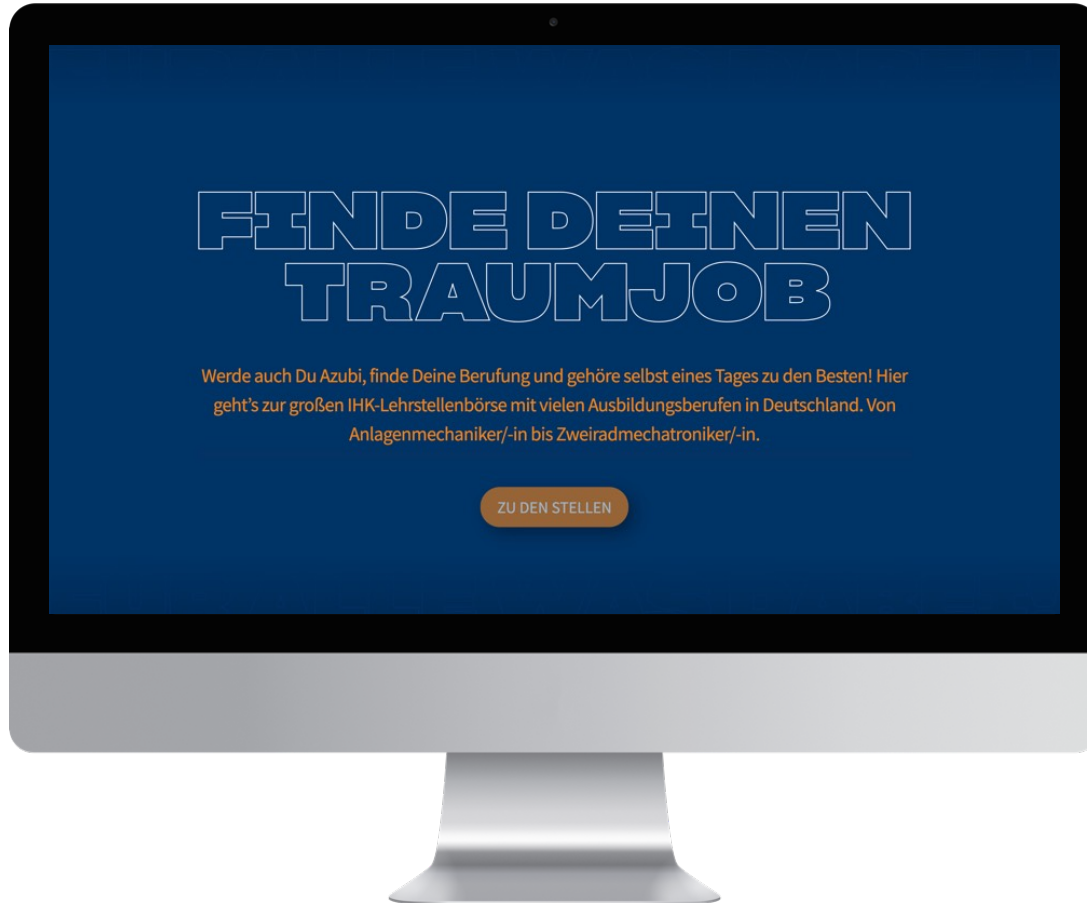 FINDE DEINEN
TRAUMJOB
Werde auch Du Azubi, finde Deine Berufung und gehöre selbst eines Tages zu den Besten! Hier
geht’s zur großen IHK-Lehrstellenbörse mit vielen Ausbildungsberufen in Deutschland. Von
Anlagenmechaniker/-in bis Zweiradmechatroniker/-in.
ZU DEN STELLEN